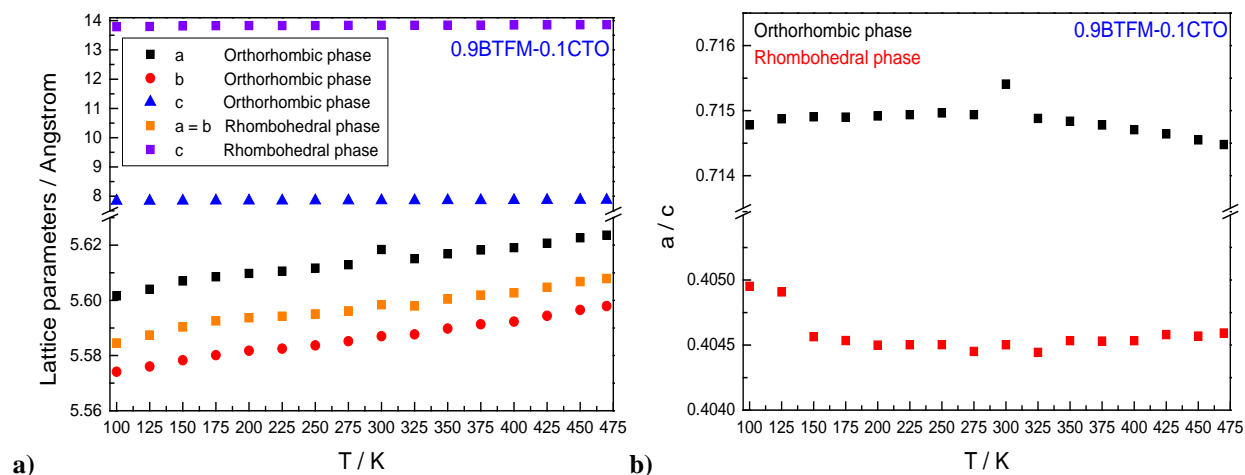 0.9BTFM-0.1CTO
a Orthorhombic phase
b Orthorhombic phase
c Orthorhombic phase
a = b Rhombohedral phase
c Rhombohedral phase
Lattice parameters / Angstrom
14
13
12
11
10
9
8
5.62
5.60
5.58
5.56
100 125 150 175 200 225 250 275 300 325 350 375 400 425 450 475
T / K
a)
Orthorhombic phase
Rhombohedral phase
0.9BTFM-0.1CTO
a / c
0.716
0.715
0.714
0.4050
0.4045
0.4040
100 125 150 175 200 225 250 275 300 325 350 375 400 425 450 475
T / K
b)